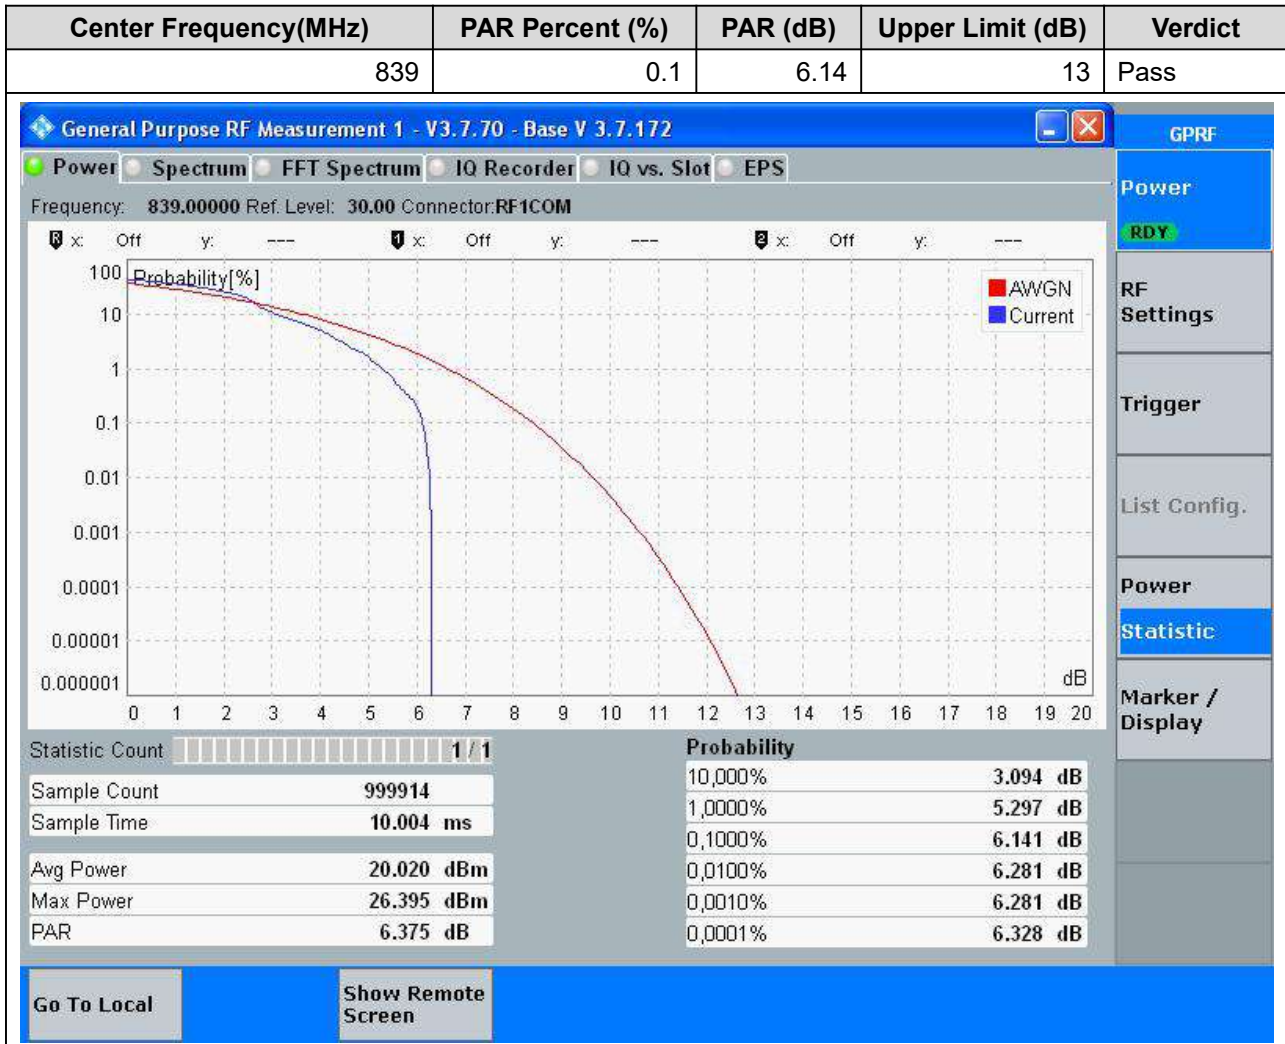 Center Frequency(MHz) PAR Percent (%) PAR (dB) Upper Limit (dB) Verdict
839 0.1 6.14 13 Pass
General Purpose RF Measurement 1 - V3.7.70 - Base V 3.7.172
GPRF
Power Spectrum FFT Spectrum IQ Recorder IQ vs. Slot EPS
Power
RDY
Frequency: 839.00000 Ref. Level: 30.00 Connector:RF1COM
R x: Off y: --- 1 x: Off y: --- 2 x: Off y: ---
Probability[%]
AWGN
Current
100
10
1
0.1
0.01
0.001
0.0001
0.00001
0.000001
dB
0 1 2 3 4 5 6 7 8 9 10 11 12 13 14 15 16 17 18 19 20
RF
Settings
Trigger
List Config.
Power
Statistic
Marker /
Display
Statistic Count 1 / 1
Sample Count 999914
Sample Time 10.004 ms
Avg Power 20.020 dBm
Max Power 26.395 dBm
PAR 6.375 dB
Probability
10,000% 3.094 dB
1,0000% 5.297 dB
0,1000% 6.141 dB
0,0100% 6.281 dB
0,0010% 6.281 dB
0,0001% 6.328 dB
Go To Local
Show Remote
Screen